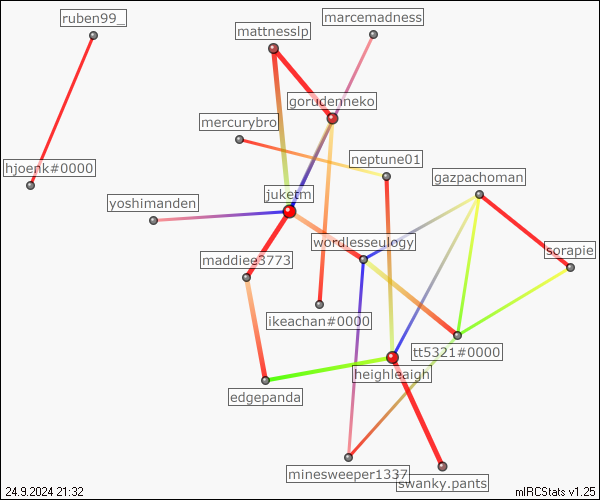 ruben99_
marcemadness
mattnesslp
gorudenneko
mercurybro
neptune01
hjoenk#0000
gazpachoman
juketm
yoshimanden
wordlesseulogy
sorapie
maddiee3773
ikeachan#0000
tt5321#0000
heighleaigh
edgepanda
minesweeper1337
swanky.pants
24.9.2024 21:32
mIRCStats v1.25